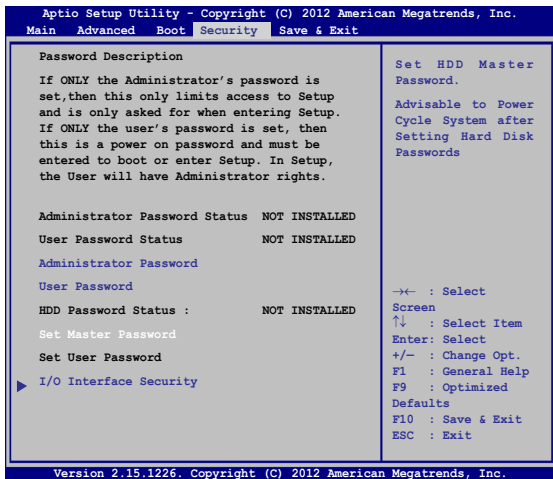 Aptio Setup Utility - Copyright (C) 2012 American Megatrends, Inc.
Main Advanced Boot Security Save & Exit
Password Description
If ONLY the Administrator's password is
set,then this only limits access to Setup
and is only asked for when entering Setup.
If ONLY the user's password is set, then
this is a power on password and must be
entered to boot or enter Setup. In Setup,
the User will have Administrator rights.
Administrator Password Status NOT INSTALLED
User Password Status NOT INSTALLED
Administrator Password
User Password
HDD Password Status : NOT INSTALLED
Set Master Password
Set User Password
I/O Interface Security
Set HDD Master
Password.
Advisable to Power
Cycle System after
Setting Hard Disk
Passwords
→← : Select
Screen
↑↓ : Select Item
Enter: Select
+/— : Change Opt.
F1 : General Help
F9 : Optimized
Defaults
F10 : Save & Exit
ESC : Exit
Version 2.15.1226. Copyright (C) 2012 American Megatrends, Inc.